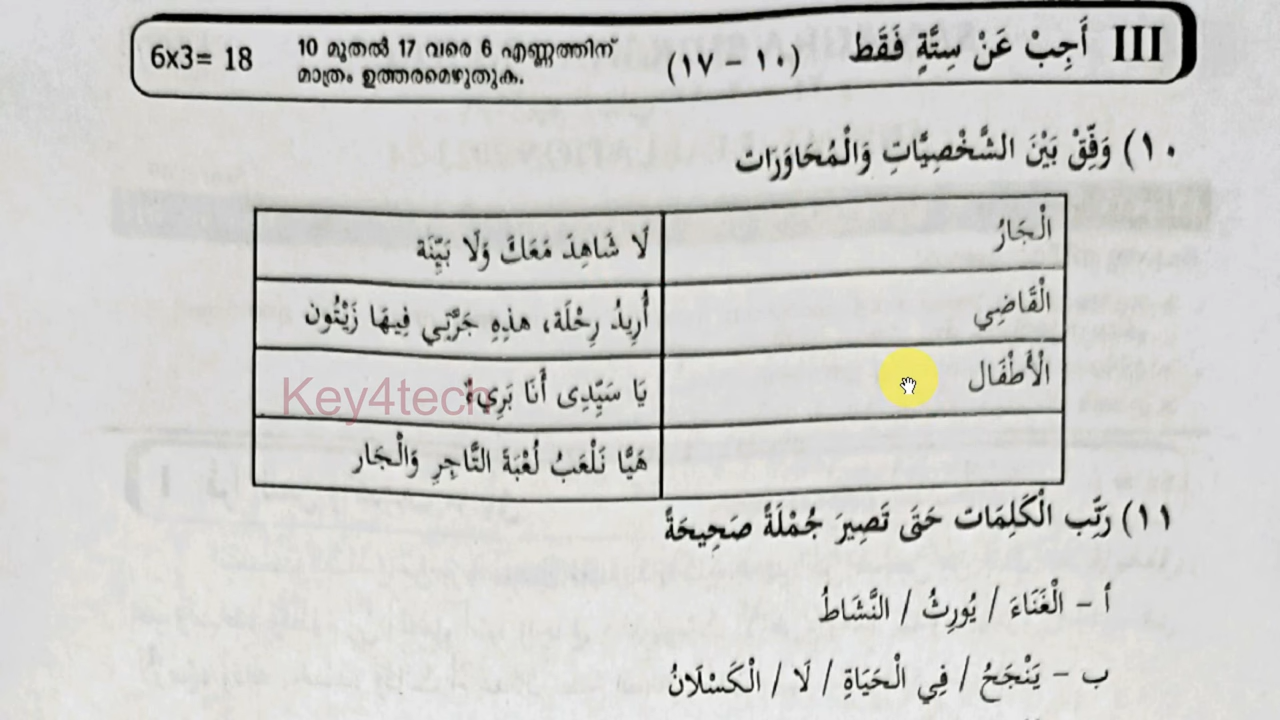 III أَجِبْ عَنْ سِتَّةٍ فَقَط (١٠ – ١٧) 10 മുതൽ 17 വരെ 6 എണ്ണത്തിന് 6x3= 18
മാത്രം ഉത്തരമെഴുതുക.
١٠) وَفِّقْ بَيْنَ الشَّخْصِيَّاتِ وَالْمُحَاوَرَات
الْجَارُ لَا شَاهِدَ مَعَكَ وَلَا بَيِّنَة
الْقَاضِي أُرِيدُ رِحْلَة، هذِهِ جَرَّتِي فِيهَا زَيْتُون
الْأَطْفَال يَا سَيِّدِى أَنَا بَرِيءٌ
هَيَّا نَلْعَبُ لُعْبَةَ التَّاجِرِ وَالْجَار
Key4tech
١١) رَتِّب الْكَلِمَات حَتَى تَصِيرَ جُمْلَةً صَحِيحَةً
أ – الْغَنَاءَ / يُورِثُ / النَّشَاطُ
ب – يَنْجَحُ / فِي الْحَيَاةِ / لَا / الْكَسْلَانُ